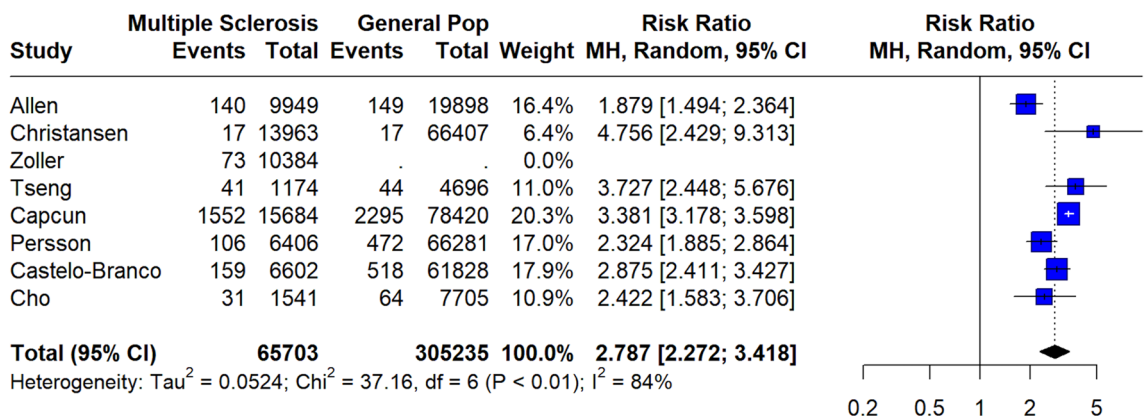 Multiple Sclerosis General Pop Risk Ratio Risk Ratio
Study Events Total Events Total Weight MH, Random, 95% CI MH, Random, 95% CI
Allen 140 9949 149 19898 16.4% 1.879 [1.494; 2.364]
Christansen 17 13963 17 66407 6.4% 4.756 [2.429; 9.313]
Zoller 73 10384 . . 0.0%
Tseng 41 1174 44 4696 11.0% 3.727 [2.448; 5.676]
Capcun 1552 15684 2295 78420 20.3% 3.381 [3.178; 3.598]
Persson 106 6406 472 66281 17.0% 2.324 [1.885; 2.864]
Castelo-Branco 159 6602 518 61828 17.9% 2.875 [2.411; 3.427]
Cho 31 1541 64 7705 10.9% 2.422 [1.583; 3.706]
Total (95% CI) 65703 305235 100.0% 2.787 [2.272; 3.418]
Heterogeneity: Tau² = 0.0524; Chi² = 37.16, df = 6 (P < 0.01); I² = 84%
0.2 0.5 1 2 5